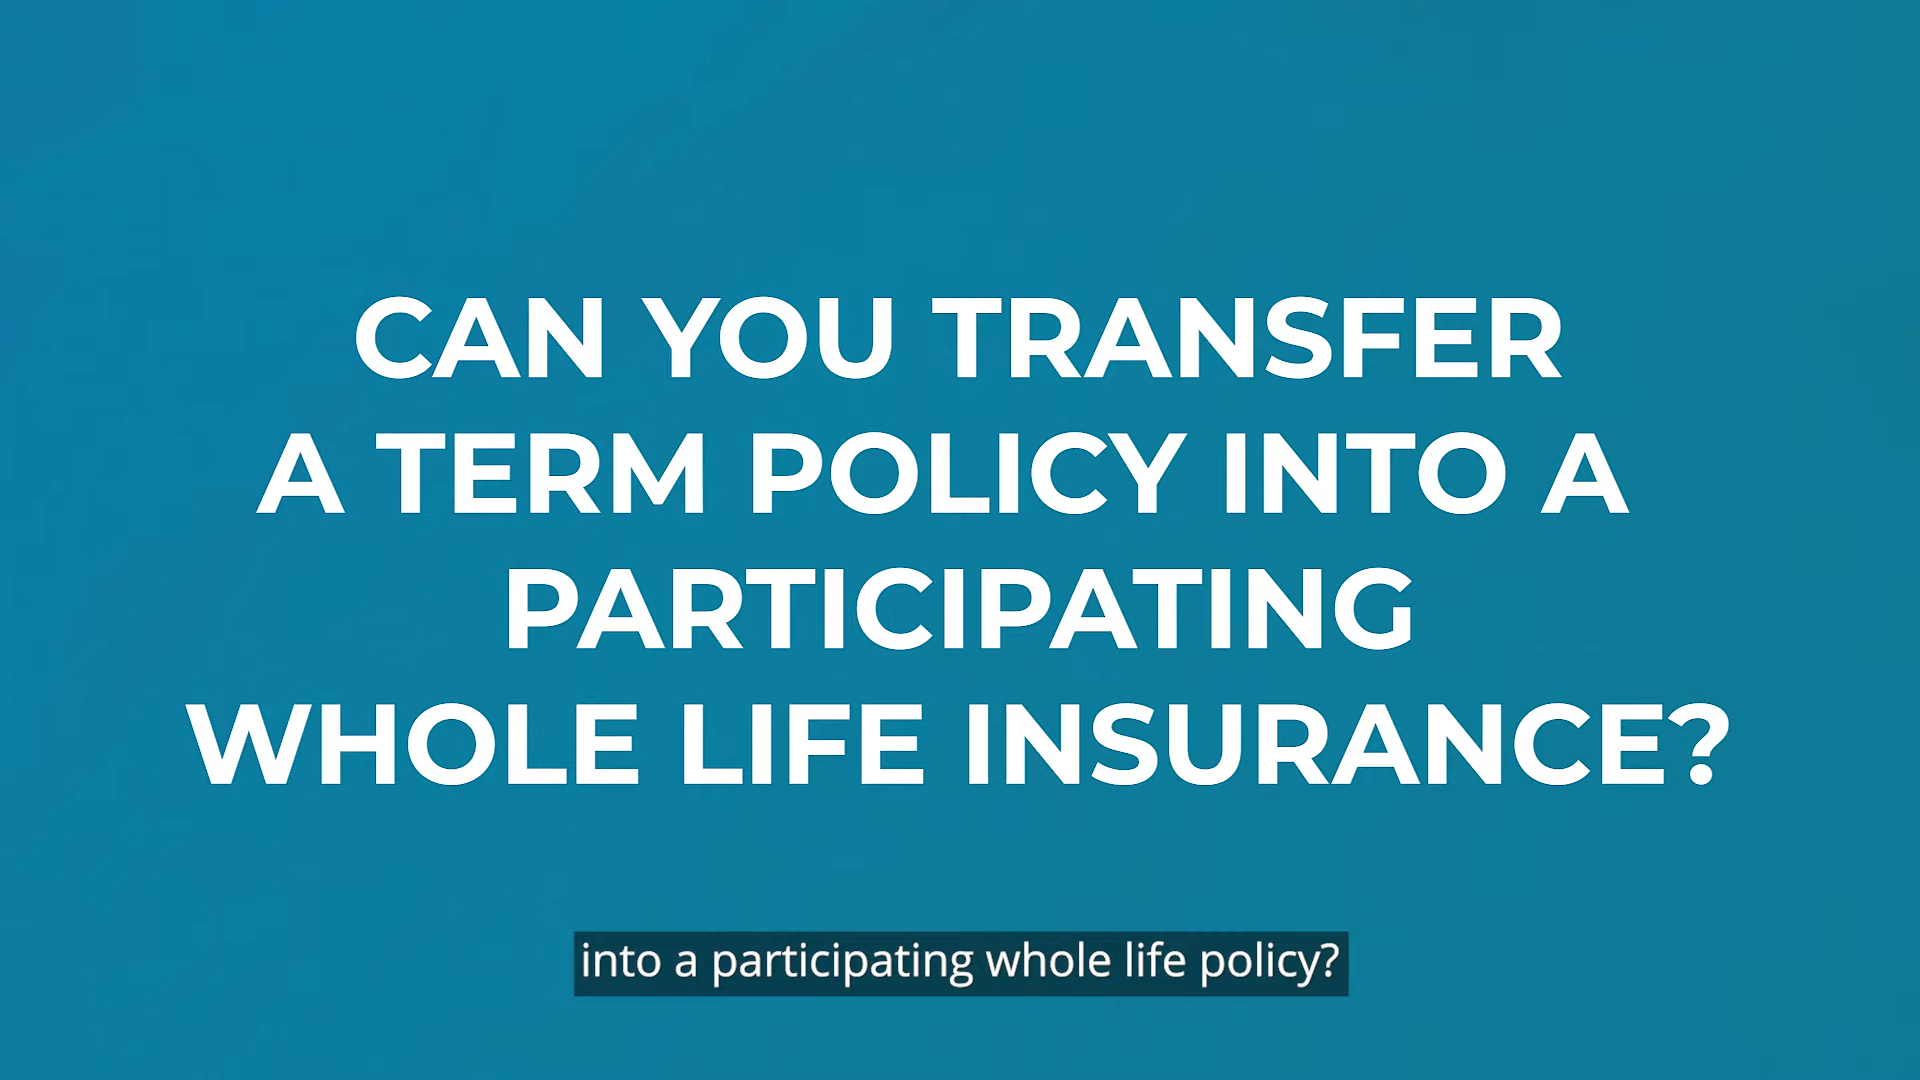 CAN YOU TRANSFER
A TERM POLICY INTO A
PARTICIPATING
WHOLE LIFE INSURANCE?
into a participating whole life policy?